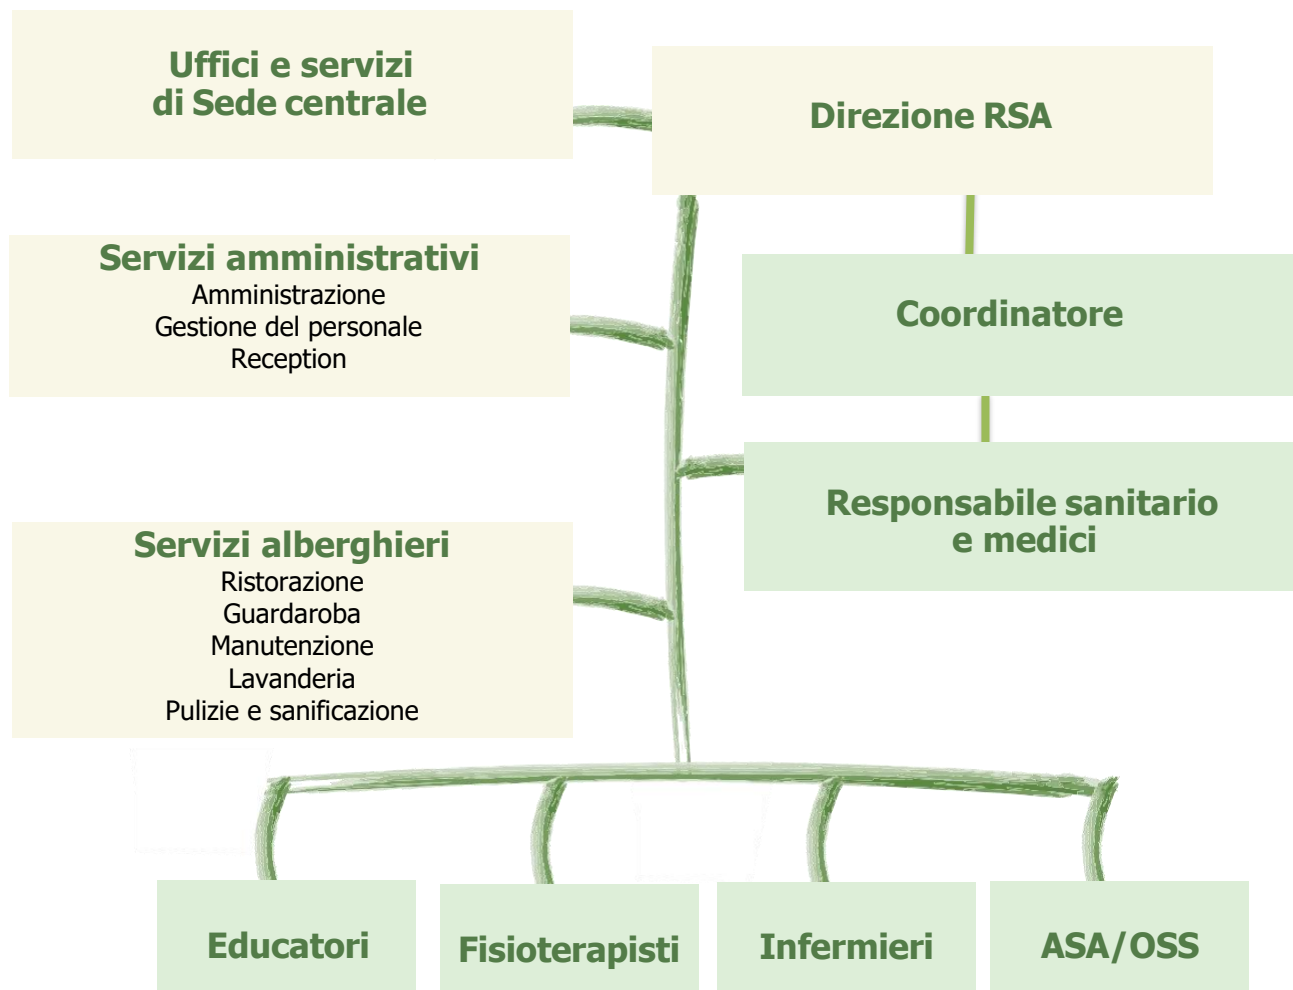 Uffici e servizi
di Sede centrale
Direzione RSA
Servizi amministrativi
Amministrazione
Gestione del personale
Reception
Coordinatore
Responsabile sanitario
e medici
Servizi alberghieri
Ristorazione
Guardaroba
Manutenzione
Lavanderia
Pulizie e sanificazione
Educatori
Fisioterapisti
Infermieri
ASA/OSS